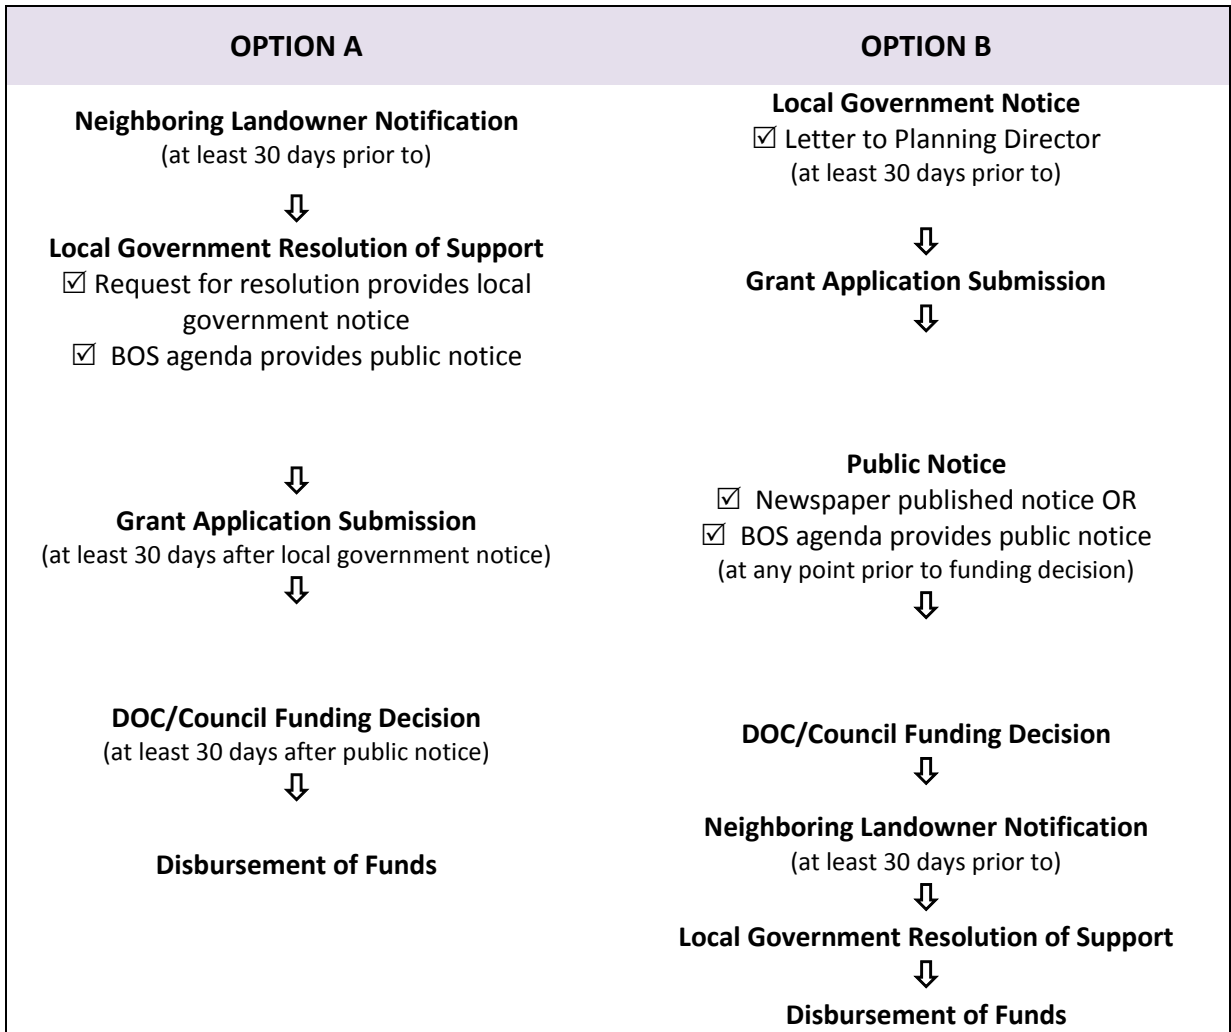 OPTION A
Neighboring Landowner Notification
(at least 30 days prior to)
⇩
Local Government Resolution of Support
☑ Request for resolution provides local
government notice
☑ BOS agenda provides public notice
⇩
Grant Application Submission
(at least 30 days after local government notice)
⇩
DOC/Council Funding Decision
(at least 30 days after public notice)
⇩
Disbursement of Funds
OPTION B
Local Government Notice
☑ Letter to Planning Director
(at least 30 days prior to)
⇩
Grant Application Submission
⇩
Public Notice
☑ Newspaper published notice OR
☑ BOS agenda provides public notice
(at any point prior to funding decision)
⇩
DOC/Council Funding Decision
⇩
Neighboring Landowner Notification
(at least 30 days prior to)
⇩
Local Government Resolution of Support
⇩
Disbursement of Funds